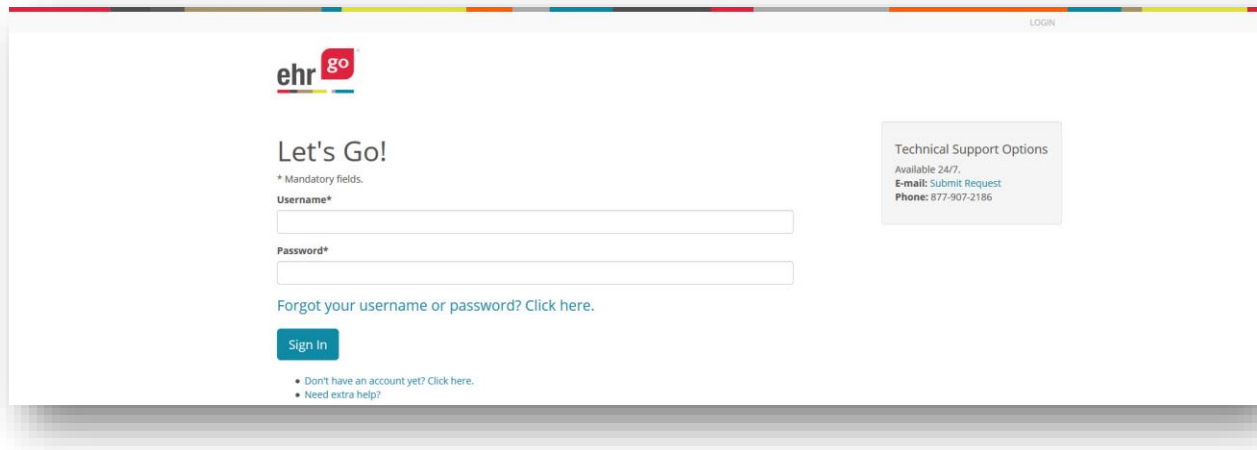 LOGIN
ehr go
Let's Go!
* Mandatory fields.
Username*
Password*
Forgot your username or password? Click here.
Sign In
Don't have an account yet? Click here.
Need extra help?
Technical Support Options
Available 24/7.
E-mail: Submit Request
Phone: 877-907-2186